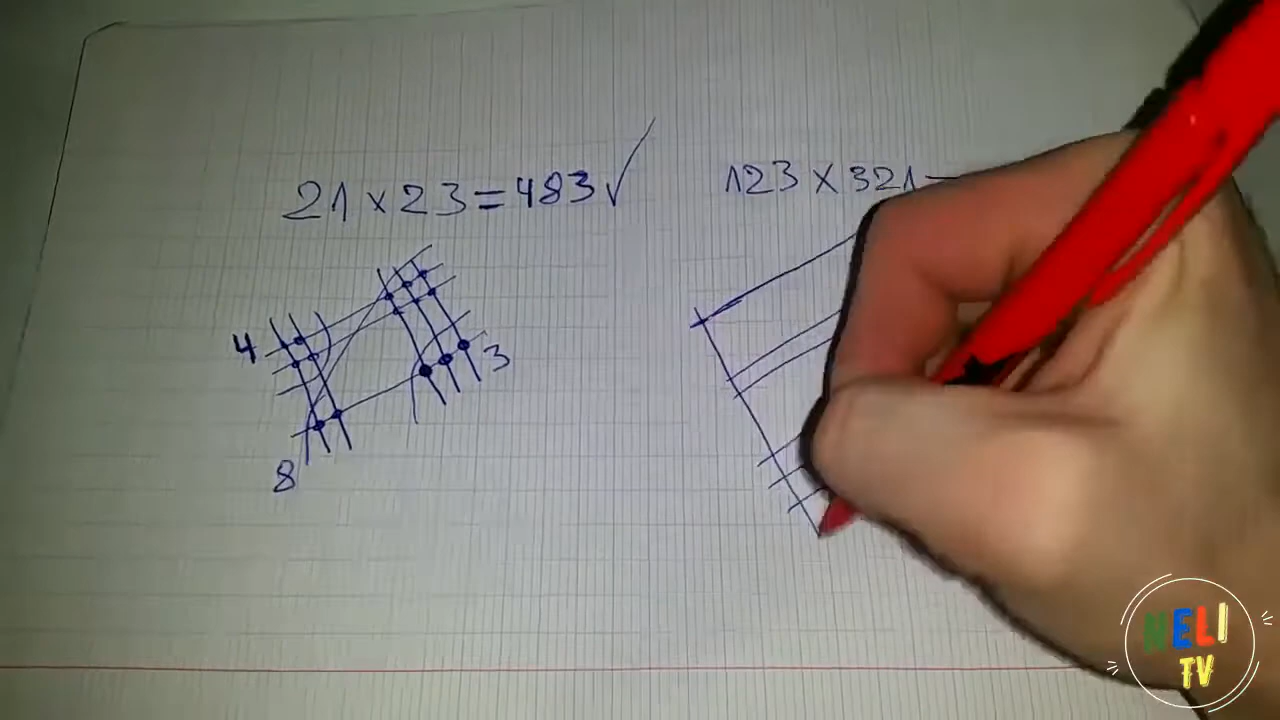 21 × 23 = 483 ✓
123 × 321 =
4
3
8
NELI
TV